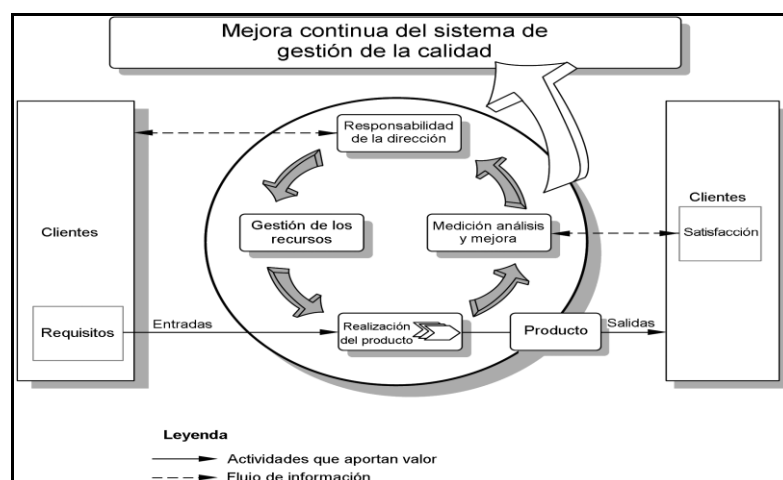 Mejora continua del sistema de
gestión de la calidad
Responsabilidad
de la dirección
Clientes
Clientes
Gestión de los
recursos
Medición análisis
y mejora
Satisfacción
Requisitos
Entradas
Realización
del producto
Producto
Salidas
Leyenda
Actividades que aportan valor
Flujo de información